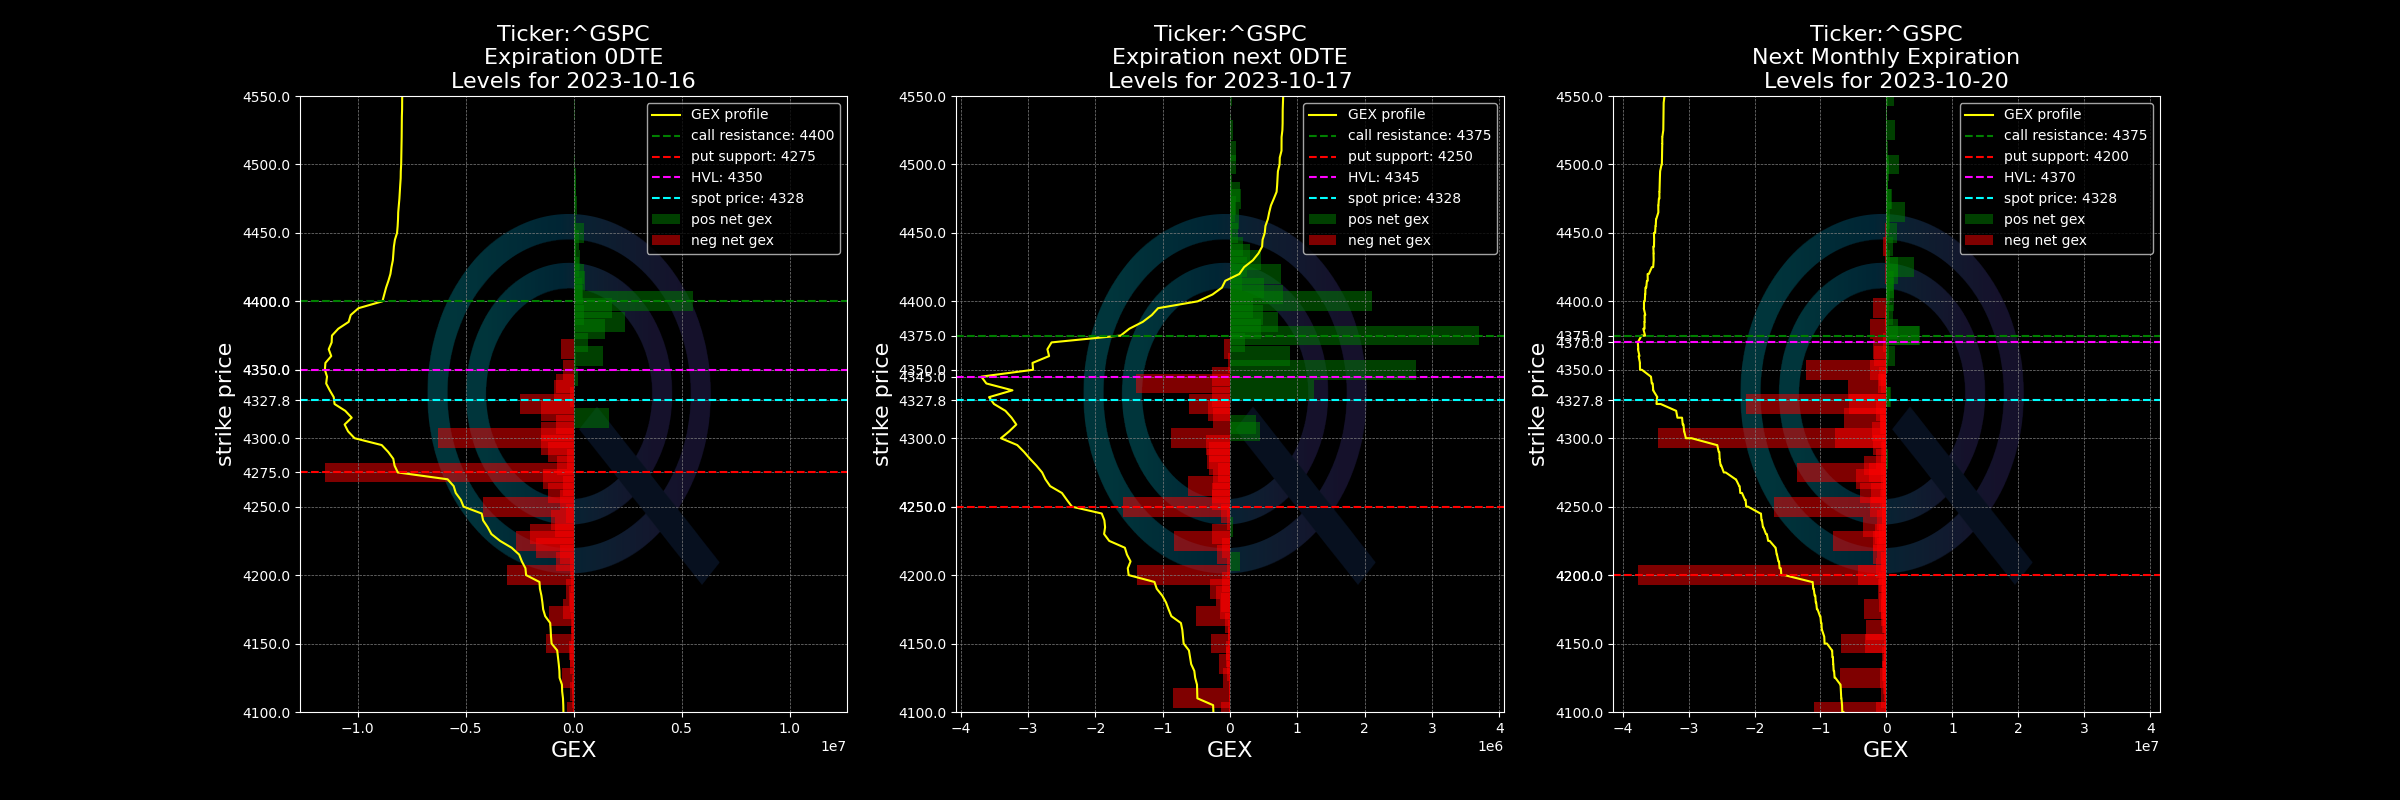 Ticker:^GSPC
Expiration 0DTE
Levels for 2023-10-16
4550.0
4500.0
4450.0
4400.0
4350.0
4327.8
4300.0
4275.0
4250.0
4200.0
4150.0
4100.0
strike price
GEX profile
call resistance: 4400
put support: 4275
HVL: 4350
spot price: 4328
pos net gex
neg net gex
−1.0
−0.5
0.0
0.5
1.0
1e7
GEX
Ticker:^GSPC
Expiration next 0DTE
Levels for 2023-10-17
4550.0
4500.0
4450.0
4400.0
4375.0
4350.0
4345.0
4327.8
4300.0
4250.0
4200.0
4150.0
4100.0
strike price
GEX profile
call resistance: 4375
put support: 4250
HVL: 4345
spot price: 4328
pos net gex
neg net gex
−4
−3
−2
−1
0
1
2
3
4
1e6
GEX
Ticker:^GSPC
Next Monthly Expiration
Levels for 2023-10-20
4550.0
4500.0
4450.0
4400.0
4375.0
4370.0
4350.0
4327.8
4300.0
4250.0
4200.0
4150.0
4100.0
strike price
GEX profile
call resistance: 4375
put support: 4200
HVL: 4370
spot price: 4328
pos net gex
neg net gex
−4
−3
−2
−1
0
1
2
3
4
1e7
GEX